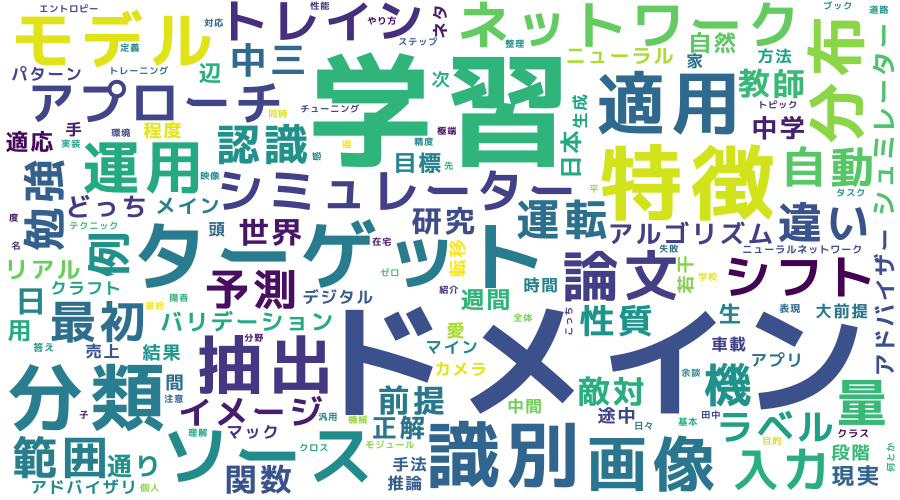 エントロピー
モデル
対応
定義
トレイン
性能
やり方
ネタ
ステップ
ネットワーク
整理
自然
ブック
道路
分布
パターン
トレーニング
辺
中三
ニューラル
家
方法
教師
シュミレーター
アプローチ
同時
チューニング
学習
次
生成
日本
適用
トピック
中学
適応
手
環境
程度
実装
運用
認識
極端
精度
目標
先
特徴
自動
タスク
勉強
どっち
メイン
映像
シミュレーター
研究
運転
平
アルゴリズム
違い
度
名
テクニック
例
頭
世界
ターゲット
在宅
転移
失敗
ニューラルネットワーク
リアル
クラフト
予測
ゼロ
紹介
時間
論文
若干
学校
シフト
アドバイザー
日
用
最初
最終
陽香
デジタル
週間
バリデーション
全体
こっち
性質
生
表現
大前提
答え
売上
結果
抽出
分野
愛
マイン
カメラ
ドメイン
車載
アプリ
分類
間
注意
子
イメージ
汎用
前提
中間
敵対
途中
日々
余談
機
基本
田中
量
範囲
通り
理解
マック
ソース
クロス
機械
正解
モジュール
識別
画像
ラベル
目的
クラス
入力
段階
現実
何とか
アドバイザリ
個人
関数
手法
推論